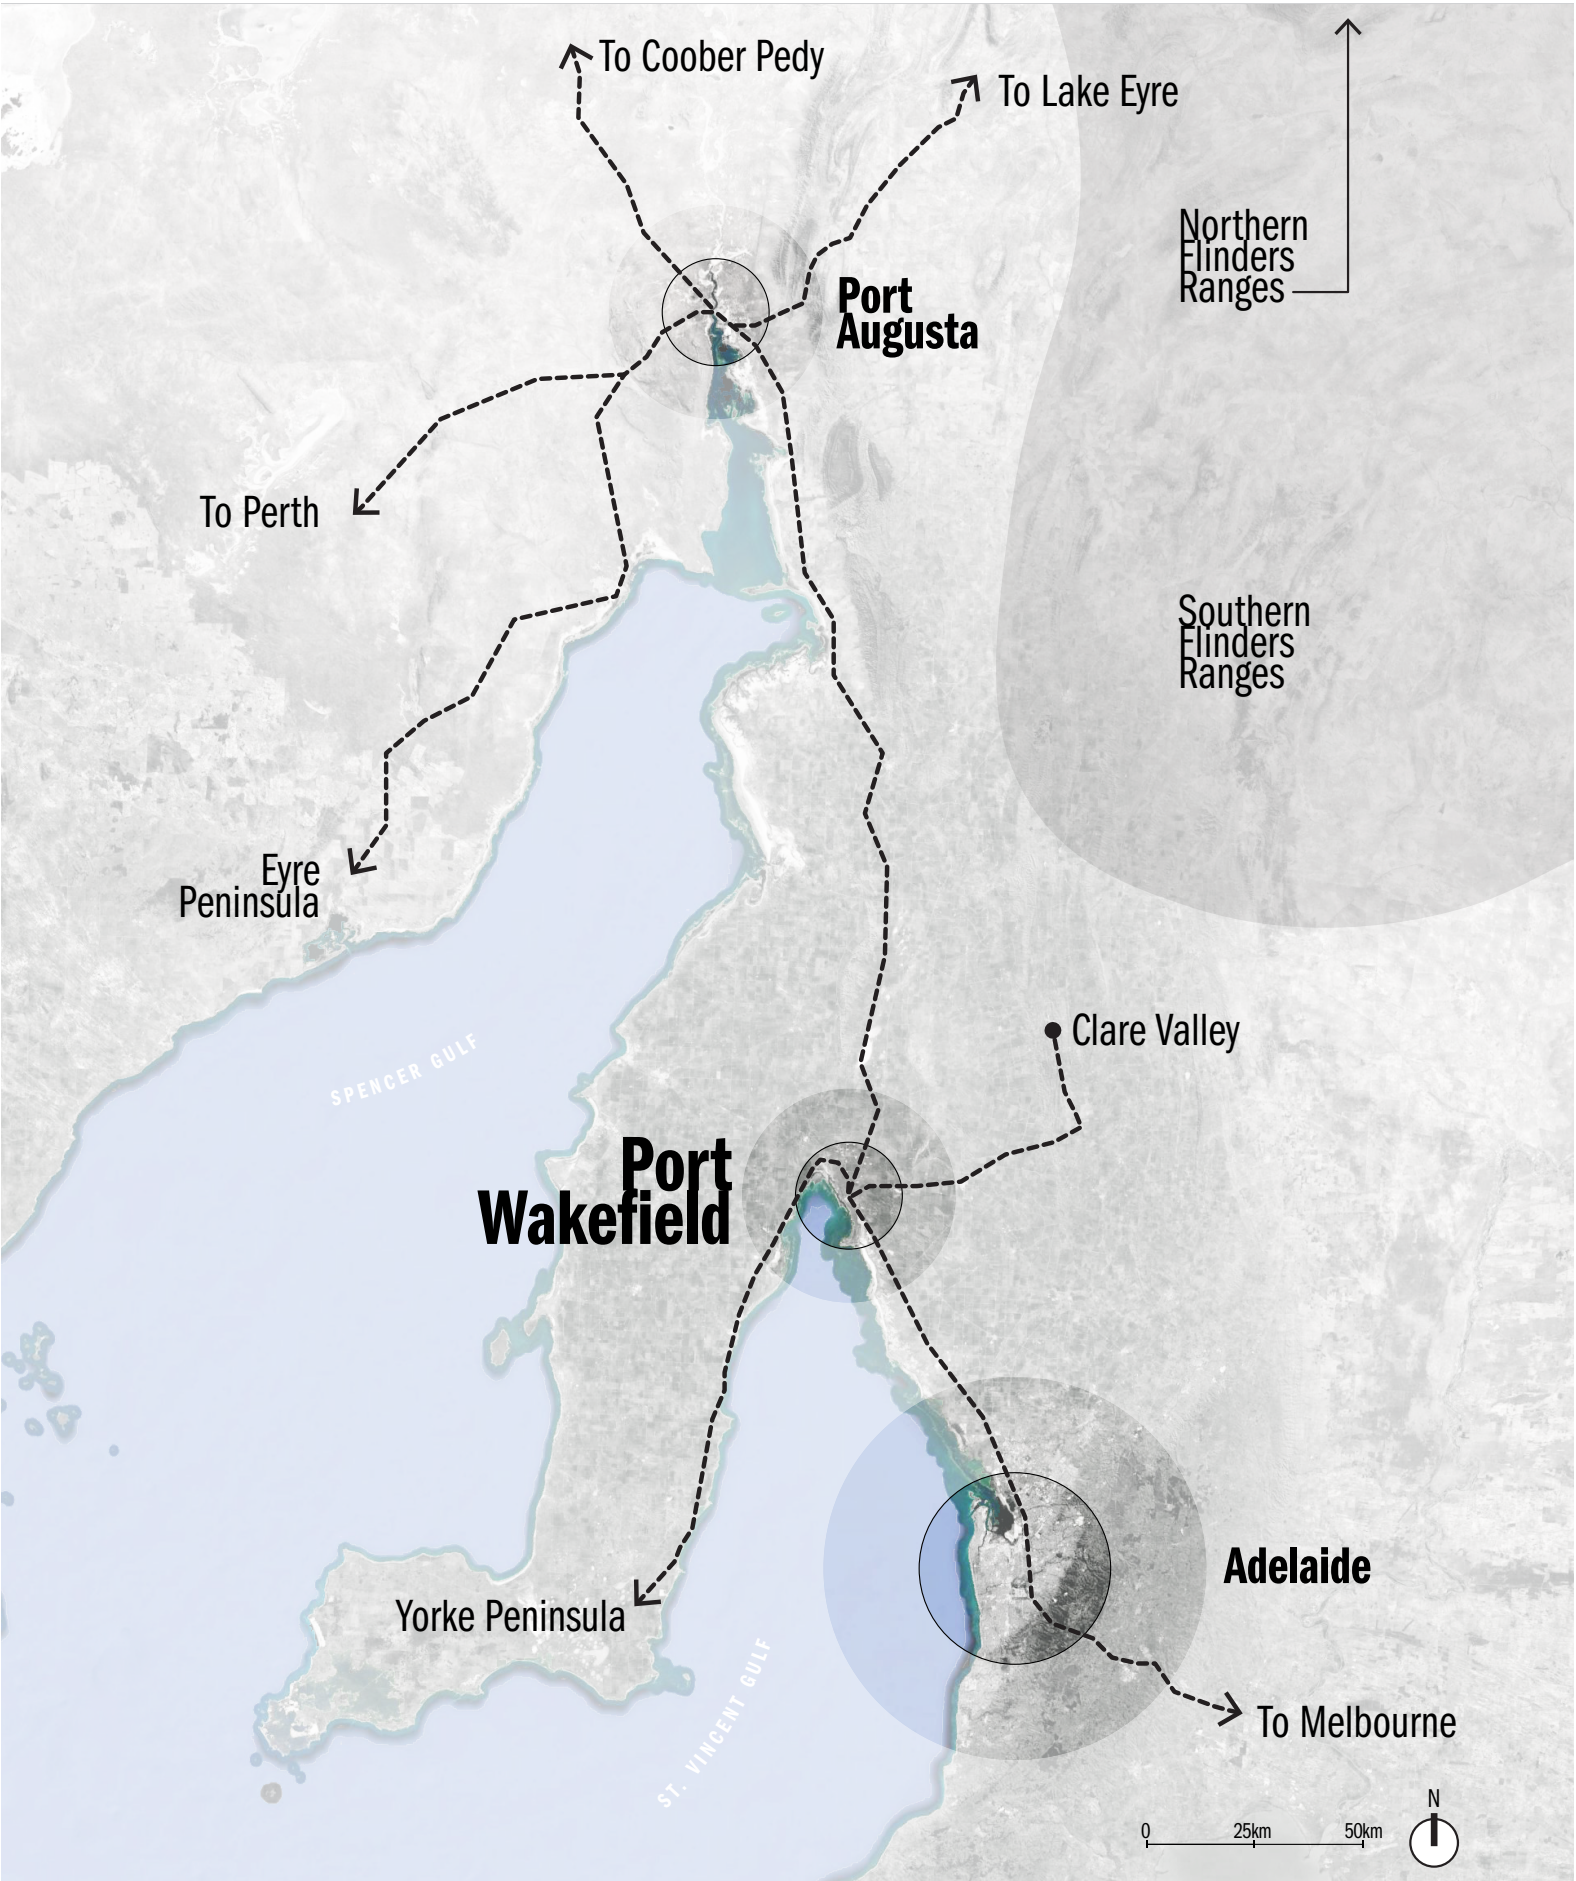 To Coober Pedy
To Lake Eyre
Northern
Flinders
Ranges
Port
Augusta
To Perth
Southern
Flinders
Ranges
Eyre
Peninsula
Clare Valley
SPENCER GULF
Port
Wakefield
Adelaide
Yorke Peninsula
ST. VINCENT GULF
To Melbourne
N
0 25km 50km